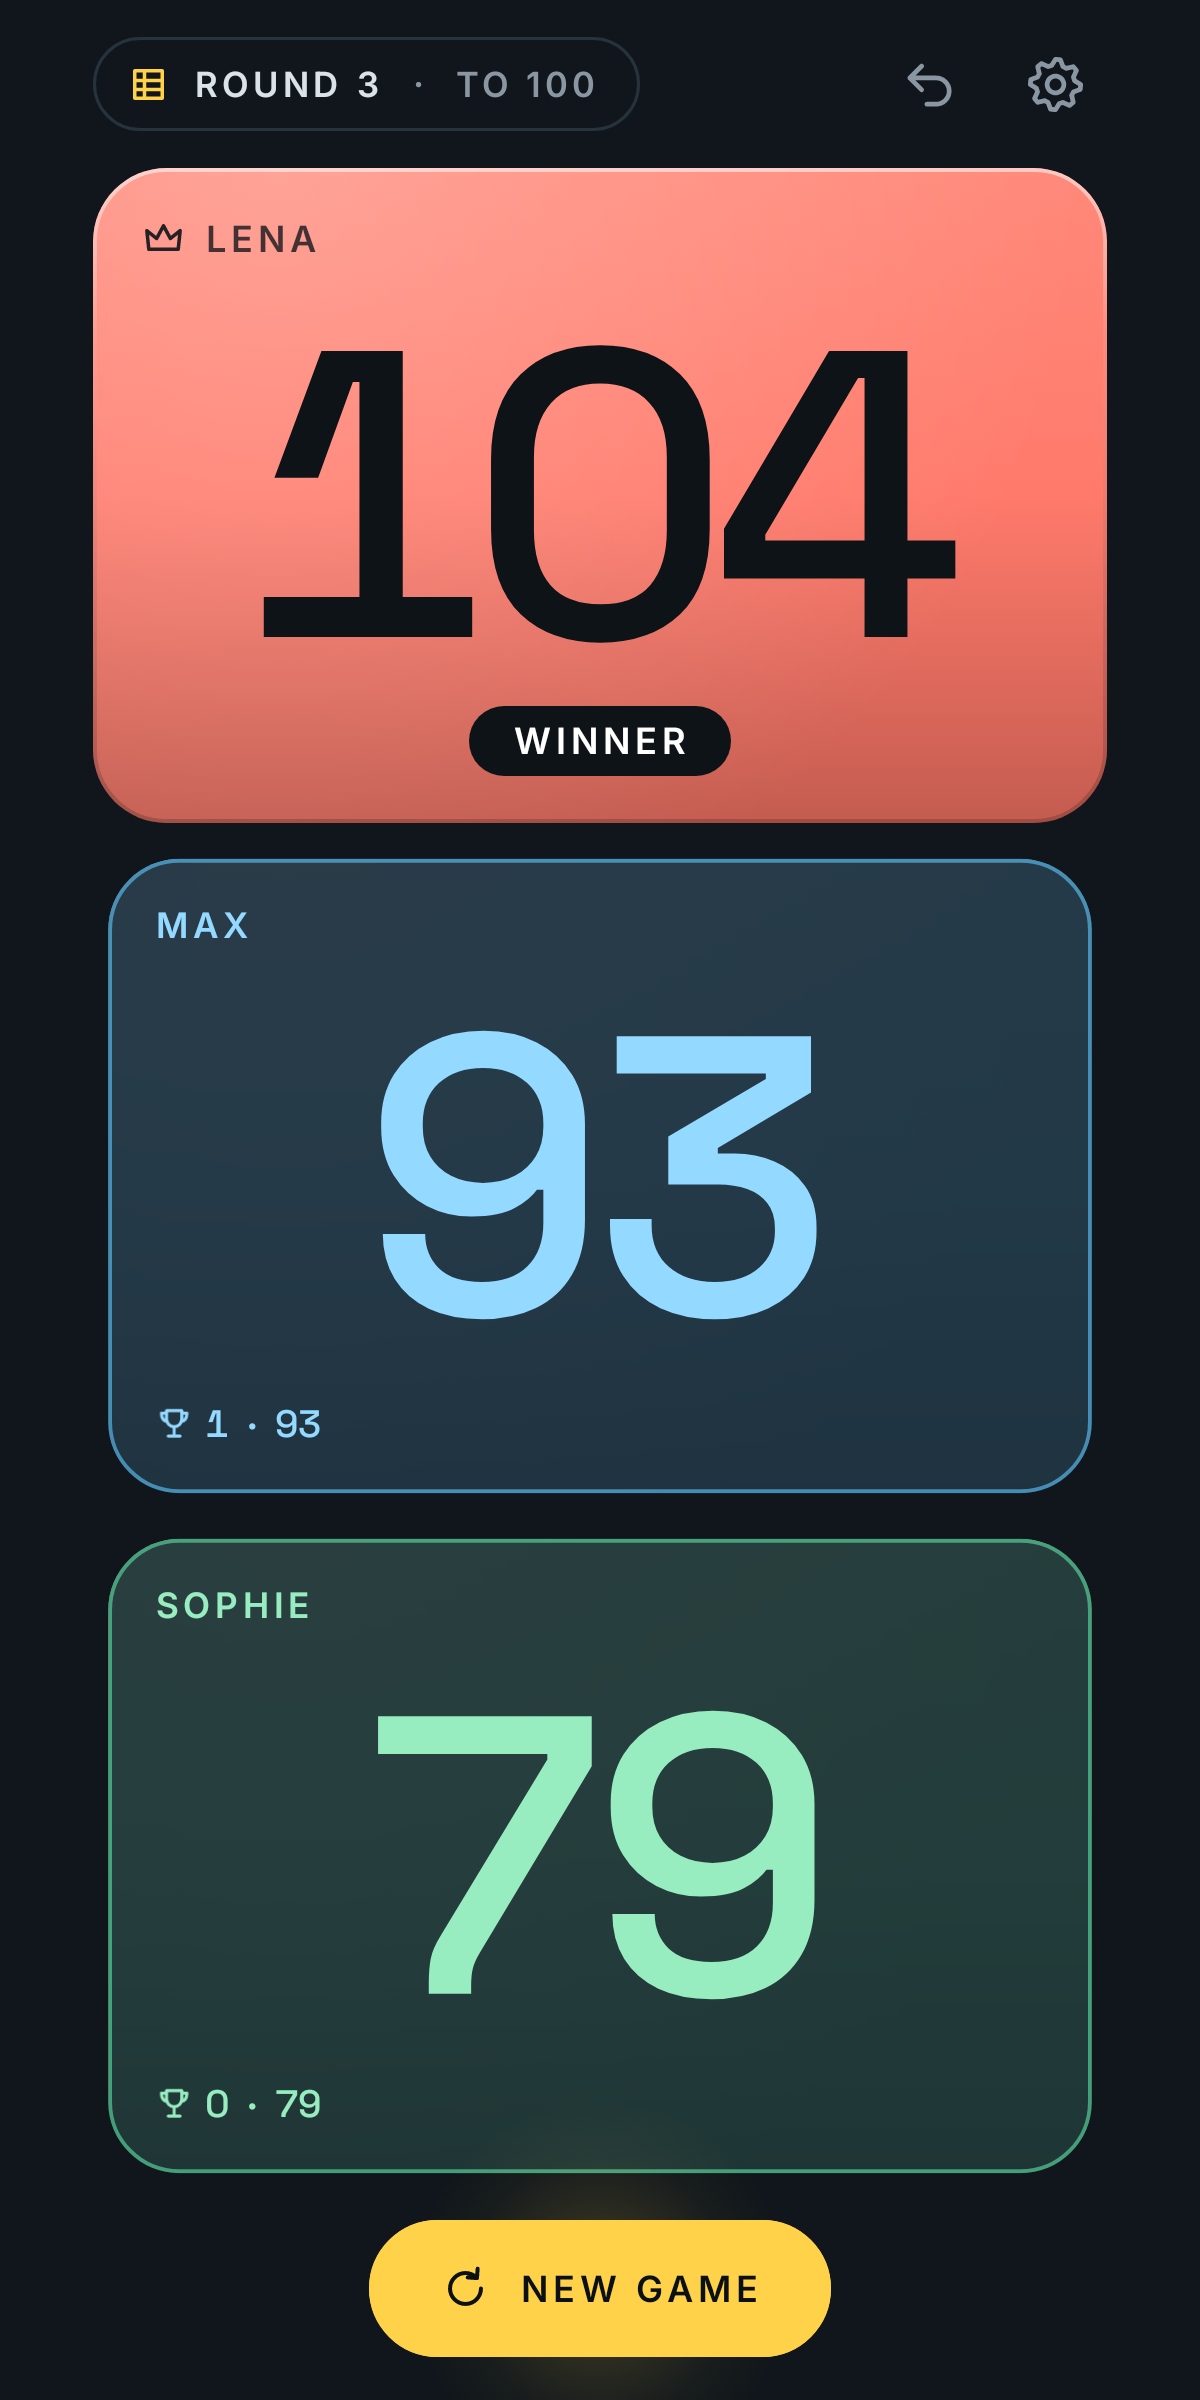 ROUND 3 · TO 100
LENA
104
WINNER
MAX
93
1 · 93
SOPHIE
79
0 · 79
NEW GAME